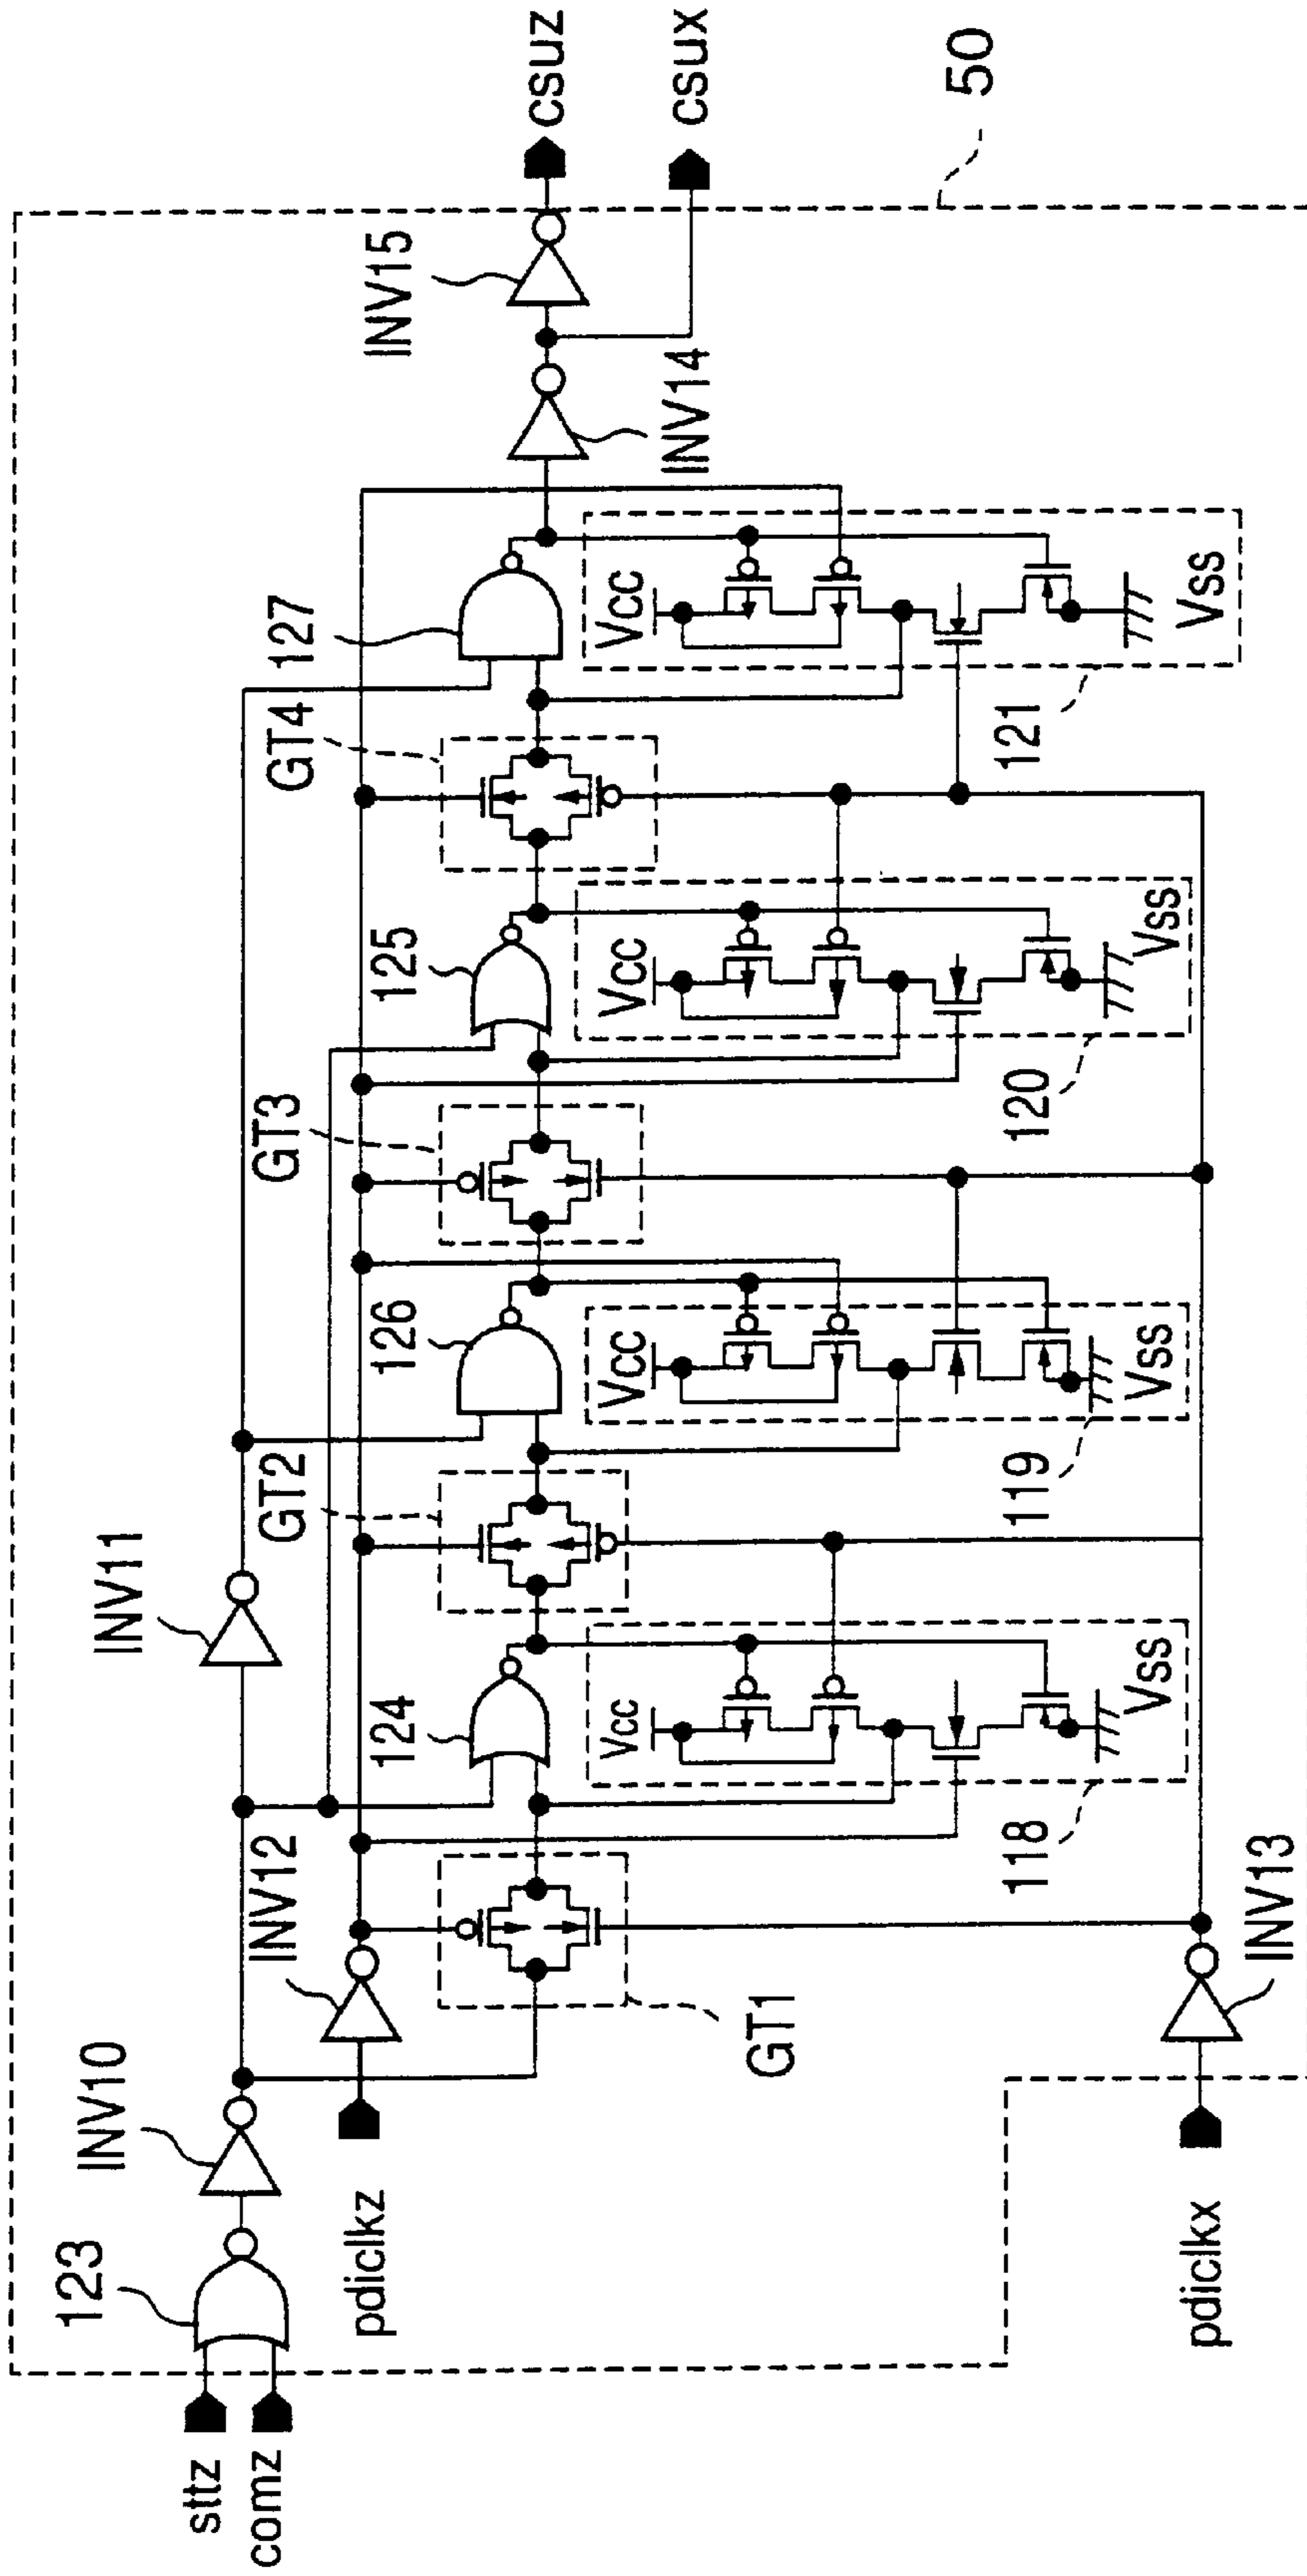 sttz
comz
123
INV10
pdiclkz
INV12
INV11
GT1
124
118
Vcc
Vss
pdiclkx
INV13
GT2
126
119
Vcc
Vss
GT3
125
120
Vcc
Vss
GT4
127
121
Vcc
Vss
INV14
INV15
csuz
csux
50